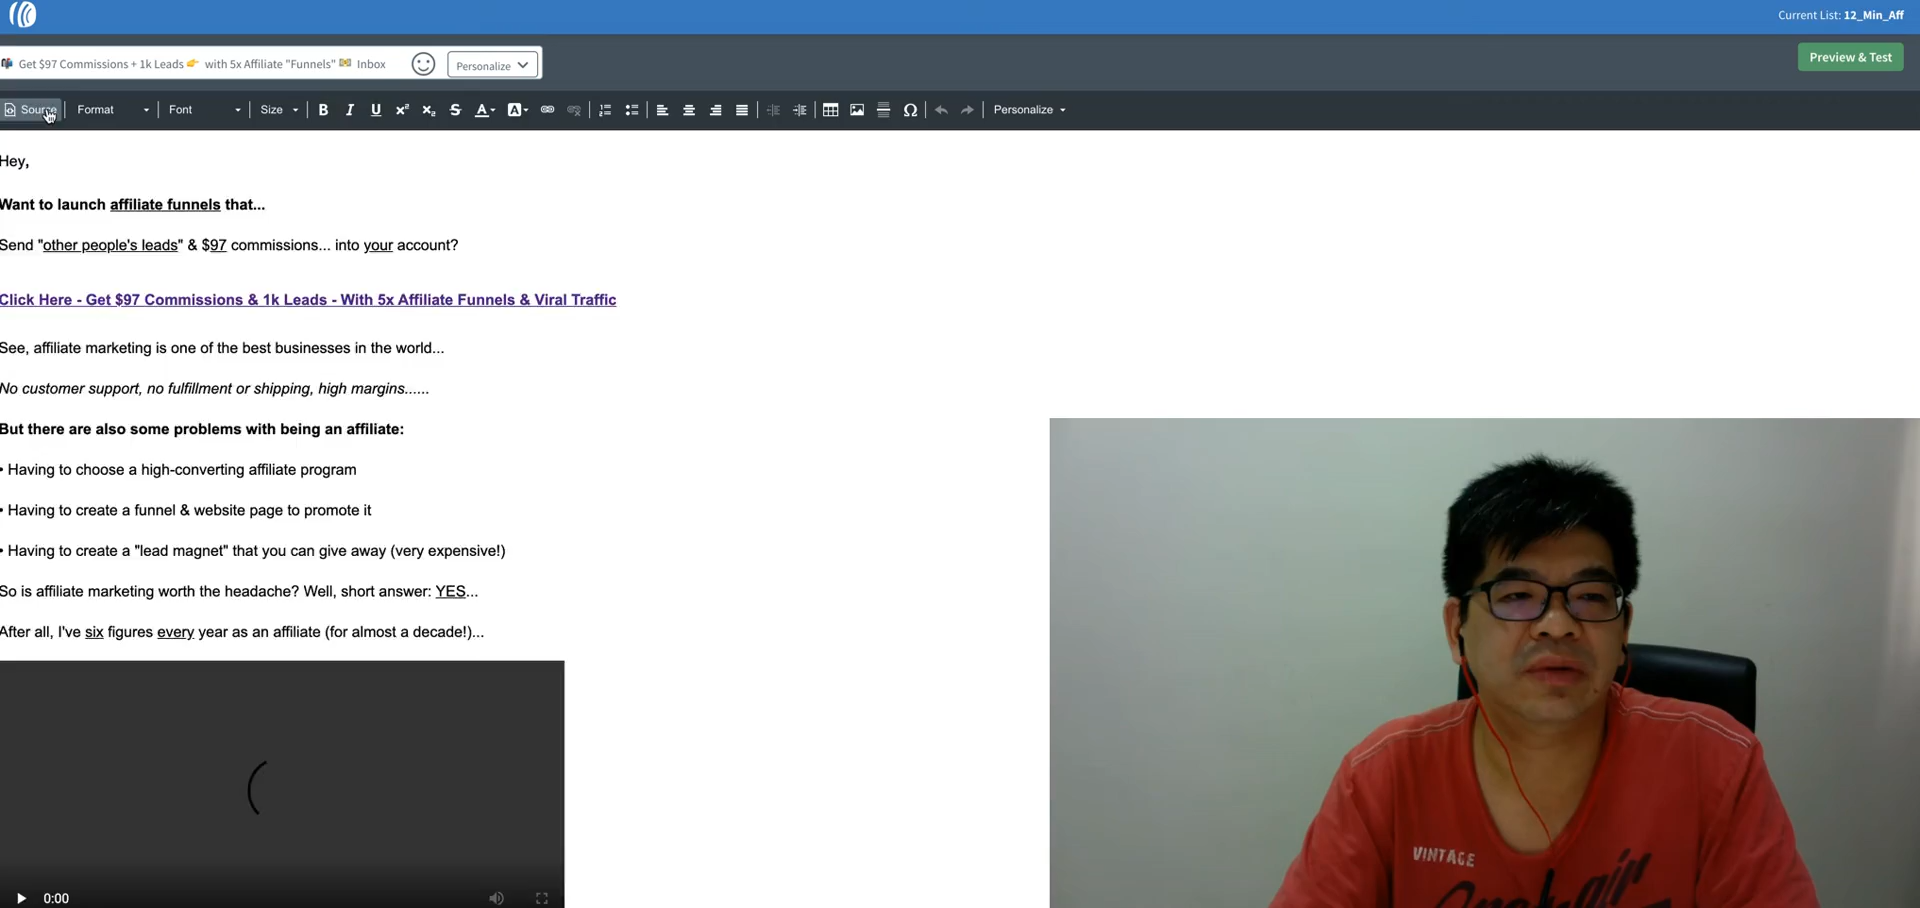 Current List: 12_Min_Aff
Get $97 Commissions + 1k Leads 👉 with 5x Affiliate "Funnels" Inbox
Personalize
Preview & Test
Source Format Font Size Personalize
Hey,
Want to launch affiliate funnels that...
Send "other people's leads" & $97 commissions... into your account?
Click Here - Get $97 Commissions & 1k Leads - With 5x Affiliate Funnels & Viral Traffic
See, affiliate marketing is one of the best businesses in the world...
No customer support, no fulfillment or shipping, high margins......
But there are also some problems with being an affiliate:
• Having to choose a high-converting affiliate program
• Having to create a funnel & website page to promote it
• Having to create a "lead magnet" that you can give away (very expensive!)
So is affiliate marketing worth the headache? Well, short answer: YES...
After all, I've six figures every year as an affiliate (for almost a decade!)...
0:00
VINTAGE